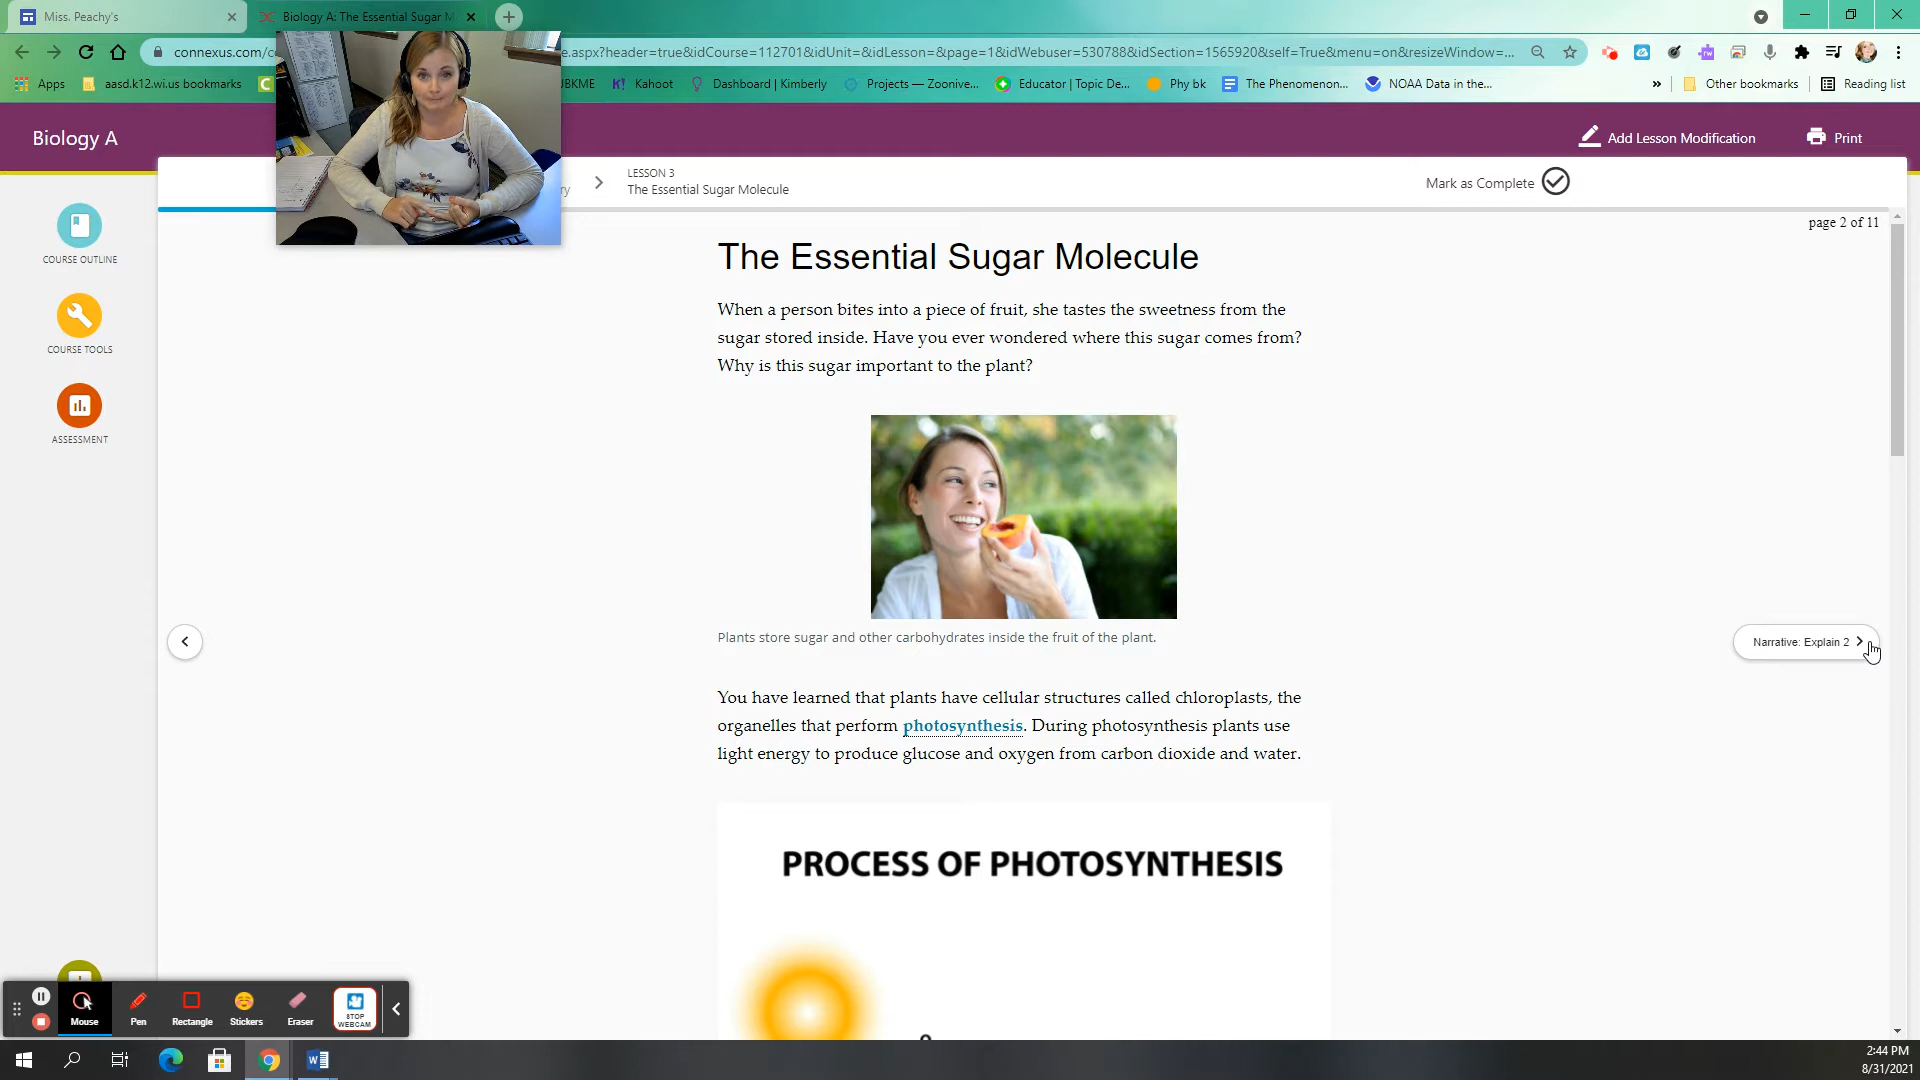 Miss. Peachy's
Biology A: The Essential Sugar M
connexus.com/co
e.aspx?header=true&idCourse=112701&idUnit=&idLesson=&page=1&idWebuser=530788&idSection=1565920&self=True&menu=on&resizeWindow=...
Apps
aasd.k12.wi.us bookmarks
JBKME
Kahoot
Dashboard | Kimberly
Projects — Zoonive...
Educator | Topic De...
Phy bk
The Phenomenon...
NOAA Data in the...
»
Other bookmarks
Reading list
Biology A
Add Lesson Modification
Print
ry
LESSON 3
The Essential Sugar Molecule
Mark as Complete
page 2 of 11
COURSE OUTLINE
COURSE TOOLS
ASSESSMENT
The Essential Sugar Molecule
When a person bites into a piece of fruit, she tastes the sweetness from the
sugar stored inside. Have you ever wondered where this sugar comes from?
Why is this sugar important to the plant?
Plants store sugar and other carbohydrates inside the fruit of the plant.
Narrative: Explain 2
You have learned that plants have cellular structures called chloroplasts, the
organelles that perform photosynthesis. During photosynthesis plants use
light energy to produce glucose and oxygen from carbon dioxide and water.
PROCESS OF PHOTOSYNTHESIS
Mouse
Pen
Rectangle
Stickers
Eraser
STOP
WEBCAM
2:44 PM
8/31/2021